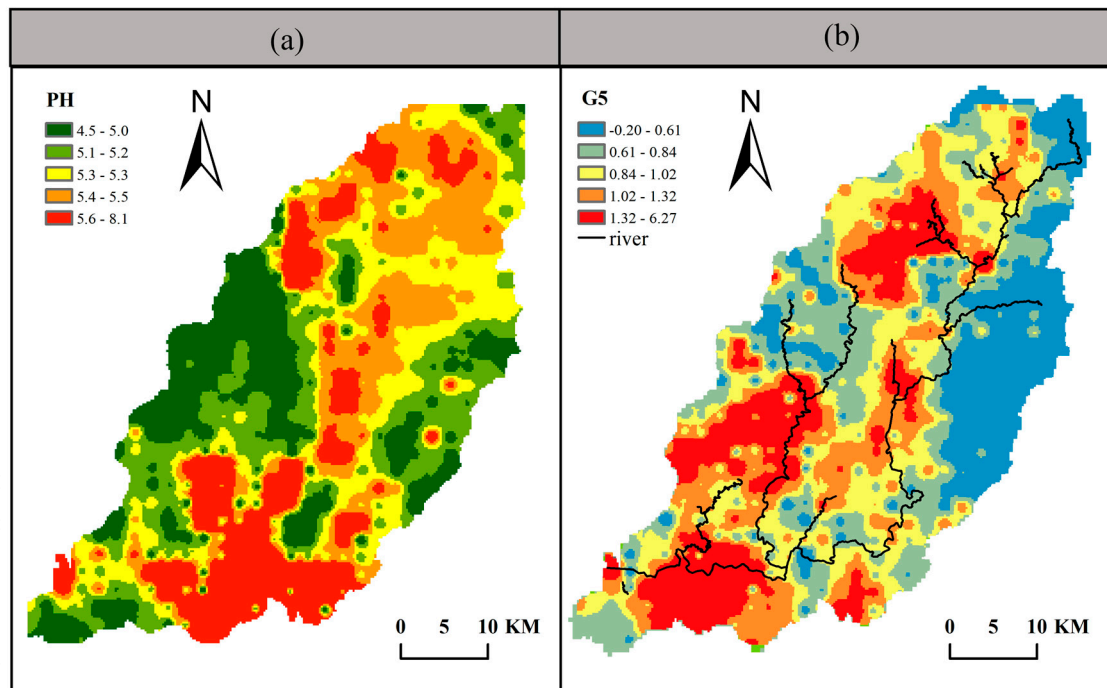 (a)
(b)
PH
4.5 - 5.0
5.1 - 5.2
5.3 - 5.3
5.4 - 5.5
5.6 - 8.1
N
0 5 10 KM
G5
-0.20 - 0.61
0.61 - 0.84
0.84 - 1.02
1.02 - 1.32
1.32 - 6.27
river
N
0 5 10 KM